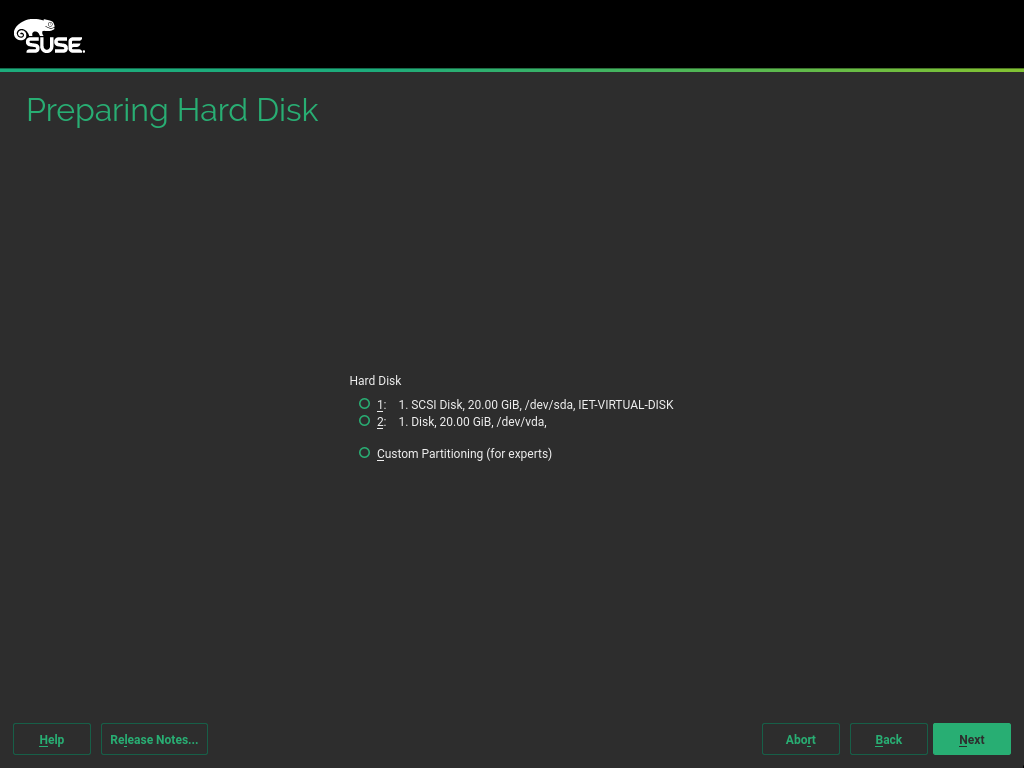 SUSE.
Preparing Hard Disk
Hard Disk
1: 1. SCSI Disk, 20.00 GiB, /dev/sda, IET-VIRTUAL-DISK
2: 1. Disk, 20.00 GiB, /dev/vda,
Custom Partitioning (for experts)
Help Release Notes... Abort Back Next